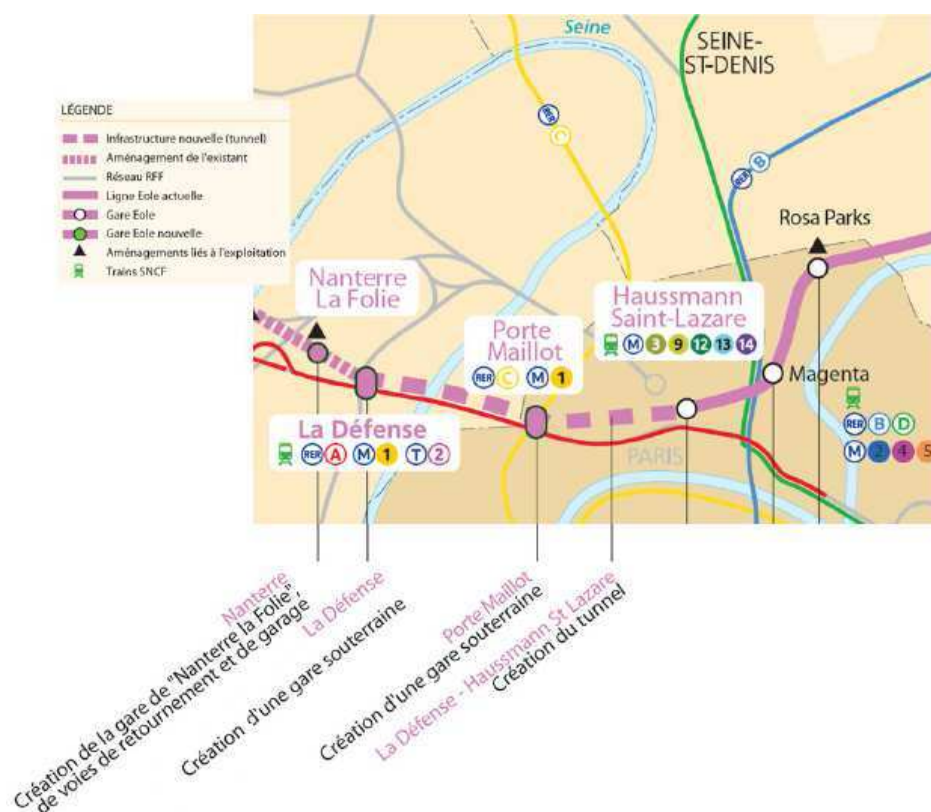 Seine
SEINE-
ST-DENIS
LÉGENDE
Infrastructure nouvelle (tunnel)
Aménagement de l'existant
Réseau RFF
Ligne Eole actuelle
Gare Eole
Gare Eole nouvelle
Aménagements liés à l'exploitation
Trains SNCF
RER C
RER B
Rosa Parks
Nanterre
La Folie
Haussmann
Saint-Lazare
M 3 9 12 13 14
Porte
Maillot
RER C M 1
Magenta
RER B D
M 2 4 5
La Défense
RER A M 1 T 2
PARIS
Nanterre
Création de la gare de "Nanterre la Folie",
de voies de retournement et de garage
La Défense
Création d'une gare souterraine
Porte Maillot
Création d'une gare souterraine
La Défense - Haussmann St Lazare
Création du tunnel